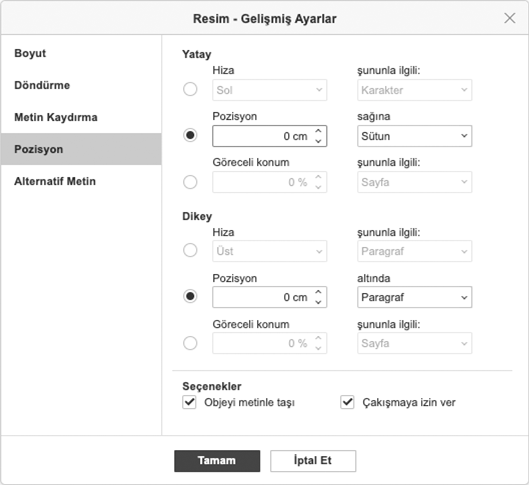 Resim - Gelişmiş Ayarlar
Boyut
Döndürme
Metin Kaydırma
Pozisyon
Alternatif Metin
Yatay
Hiza şununla ilgili:
Sol Karakter
Pozisyon sağına
0 cm Sütun
Göreceli konum şununla ilgili:
0 % Sayfa
Dikey
Hiza şununla ilgili:
Üst Paragraf
Pozisyon altında
0 cm Paragraf
Göreceli konum şununla ilgili:
0 % Sayfa
Seçenekler
Objeyi metinle taşı Çakışmaya izin ver
Tamam İptal Et